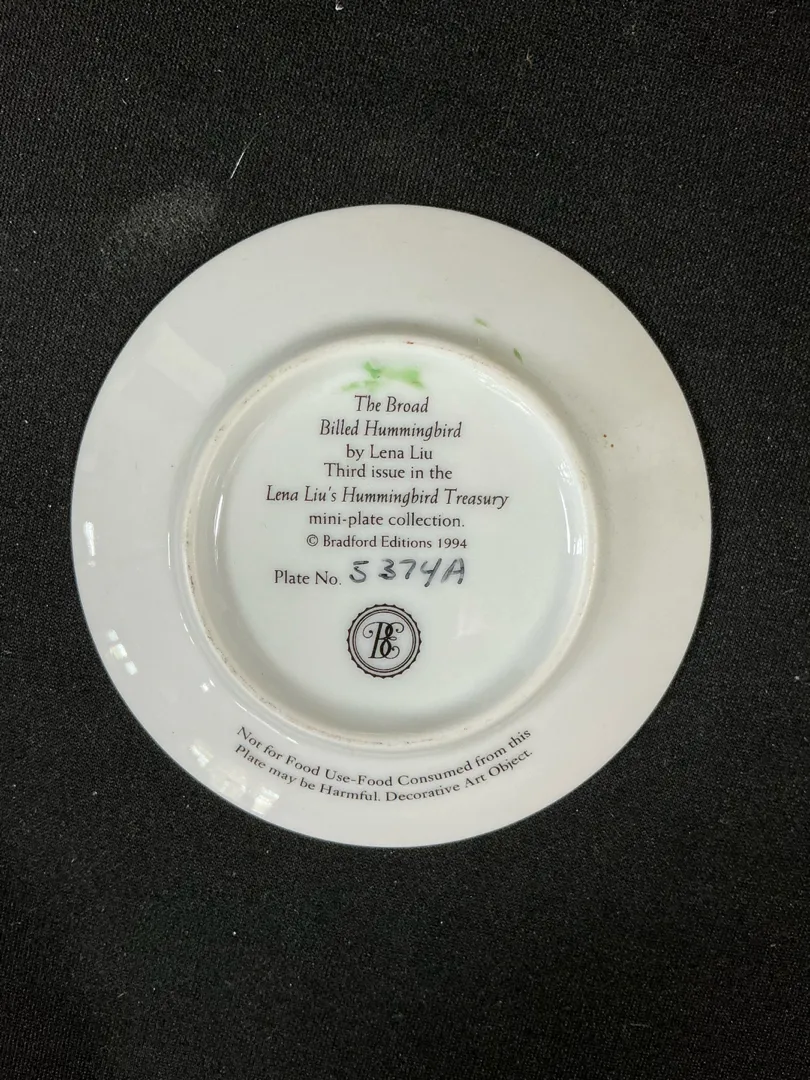 The Broad
Billed Hummingbird
by Lena Liu
Third issue in the
Lena Liu's Hummingbird Treasury
mini-plate collection.
© Bradford Editions 1994
Plate No. 5374A
BE
Not for Food Use-Food Consumed from this
Plate may be Harmful. Decorative Art Object.